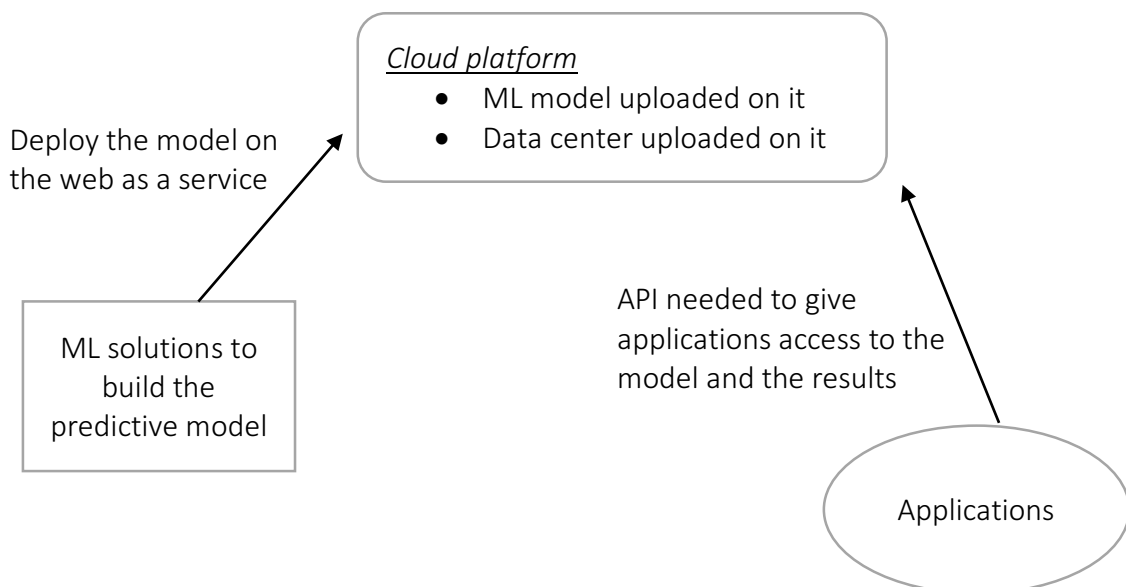 Cloud platform
● ML model uploaded on it
● Data center uploaded on it
Deploy the model on
the web as a service
ML solutions to
build the
predictive model
API needed to give
applications access to the
model and the results
Applications